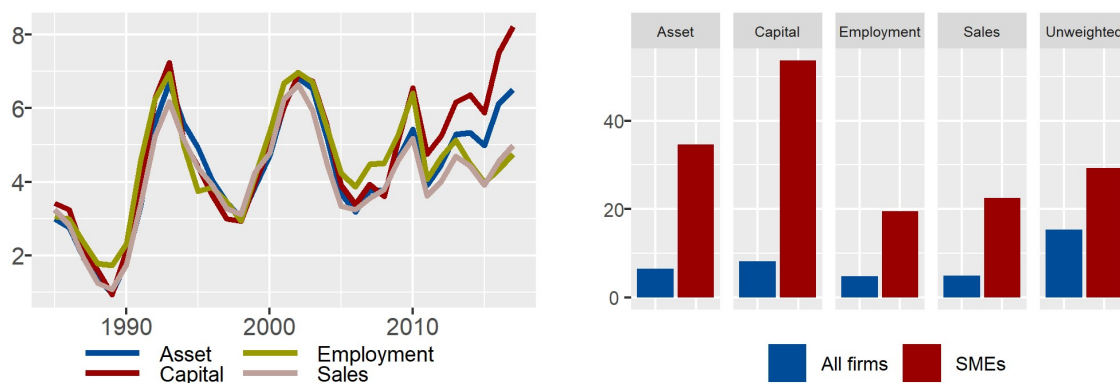 8
6
4
2
1990 2000 2010
Asset Employment
Capital Sales
Asset Capital Employment Sales Unweighted
40
20
0
All firms SMEs